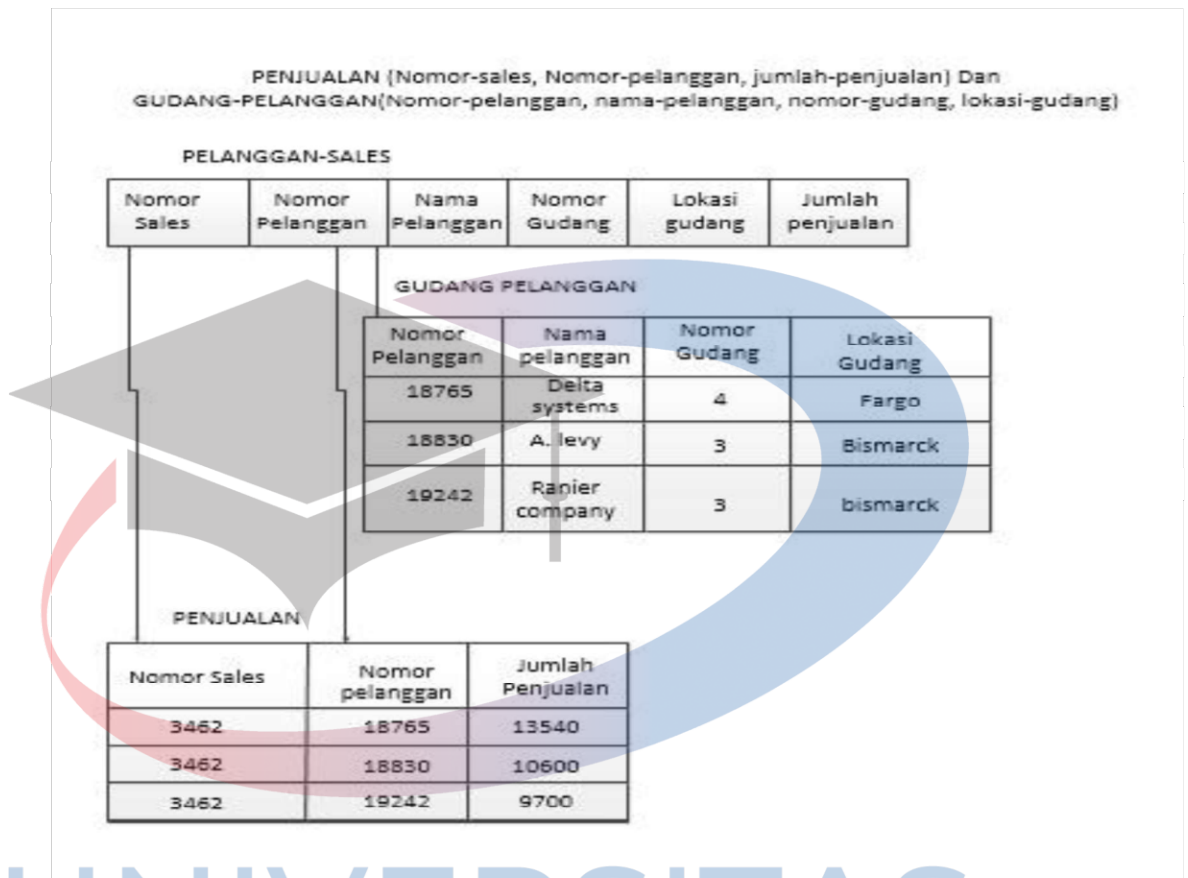 PENJUALAN (Nomor-sales, Nomor-pelanggan, jumlah-penjualan) Dan
GUDANG-PELANGGAN(Nomor-pelanggan, nama-pelanggan, nomor-gudang, lokasi-gudang)
PELANGGAN-SALES
Nomor Nomor Nama Nomor Lokasi Jumlah
Sales Pelanggan Pelanggan Gudang gudang penjualan
GUDANG PELANGGAN
Nomor Nama Nomor Lokasi
Pelanggan pelanggan Gudang Gudang
18765 Delta systems 4 Fargo
18830 A. levy 3 Bismarck
19242 Ranier company 3 bismarck
PENJUALAN
Nomor Sales Nomor pelanggan Jumlah Penjualan
3462 18765 13540
3462 18830 10600
3462 19242 9700
UNIVERSITAS